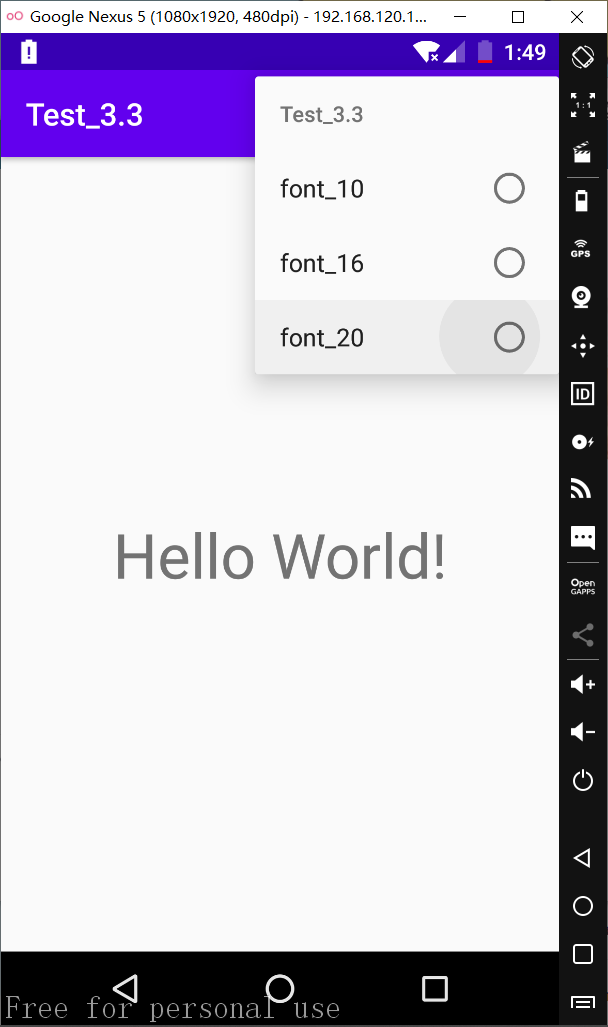 Google Nexus 5 (1080x1920, 480dpi) - 192.168.120.1...
1:49
Test_3.3
Test_3.3
font_10
font_16
font_20
Hello World!
1:1
GPS
ID
Open
GAPPS
Free for personal use